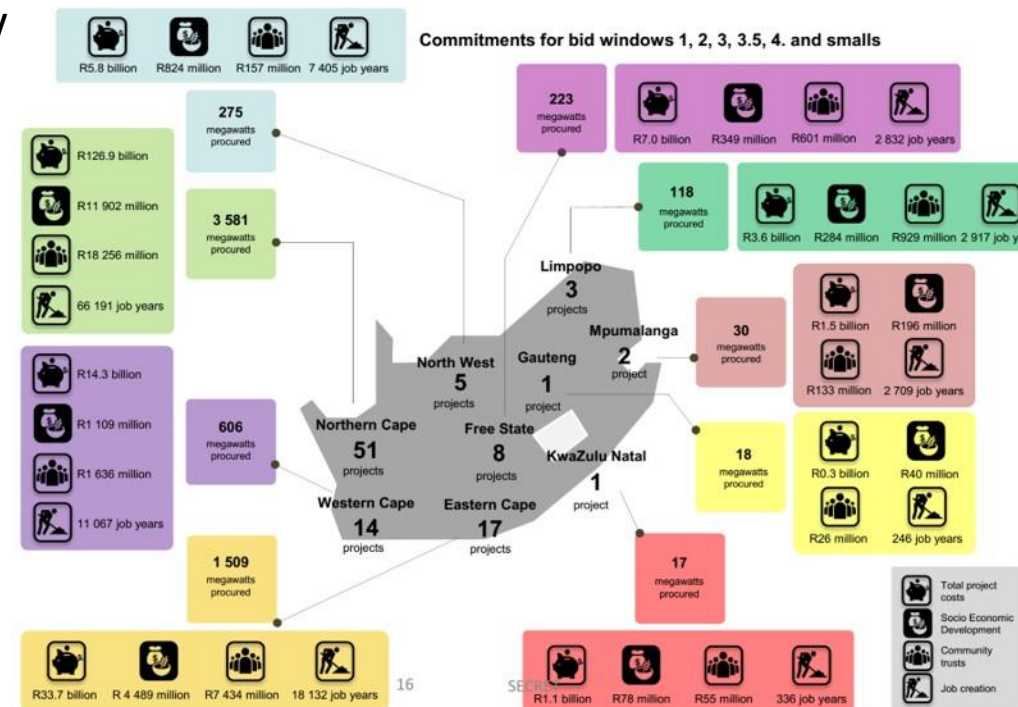 y
Commitments for bid windows 1, 2, 3, 3.5, 4. and smalls
R5.8 billion R824 million R157 million 7 405 job years
275
megawatts
procured
223
megawatts
procured
R7.0 billion R349 million R601 million 2 832 job years
R126.9 billion
R11 902 million
R18 256 million
66 191 job years
3 581
megawatts
procured
118
megawatts
procured
R3.6 billion R284 million R929 million 2 917 job y
Limpopo
3
projects
Mpumalanga
2
project
30
megawatts
procured
R1.5 billion R196 million
R133 million 2 709 job years
North West
5
projects
Gauteng
1
project
R14.3 billion
R1 109 million
R1 636 million
11 067 job years
606
megawatts
procured
Northern Cape
51
projects
Free State
8
projects
KwaZulu Natal
1
project
18
megawatts
procured
R0.3 billion R40 million
R26 million 246 job years
Western Cape
14
projects
Eastern Cape
17
projects
1 509
megawatts
procured
17
megawatts
procured
R33.7 billion R 4 489 million R7 434 million 18 132 job years
16
R1.1 billion R78 million R55 million 336 job years
Total project
costs
Socio Economic
Development
Community
trusts
Job creation